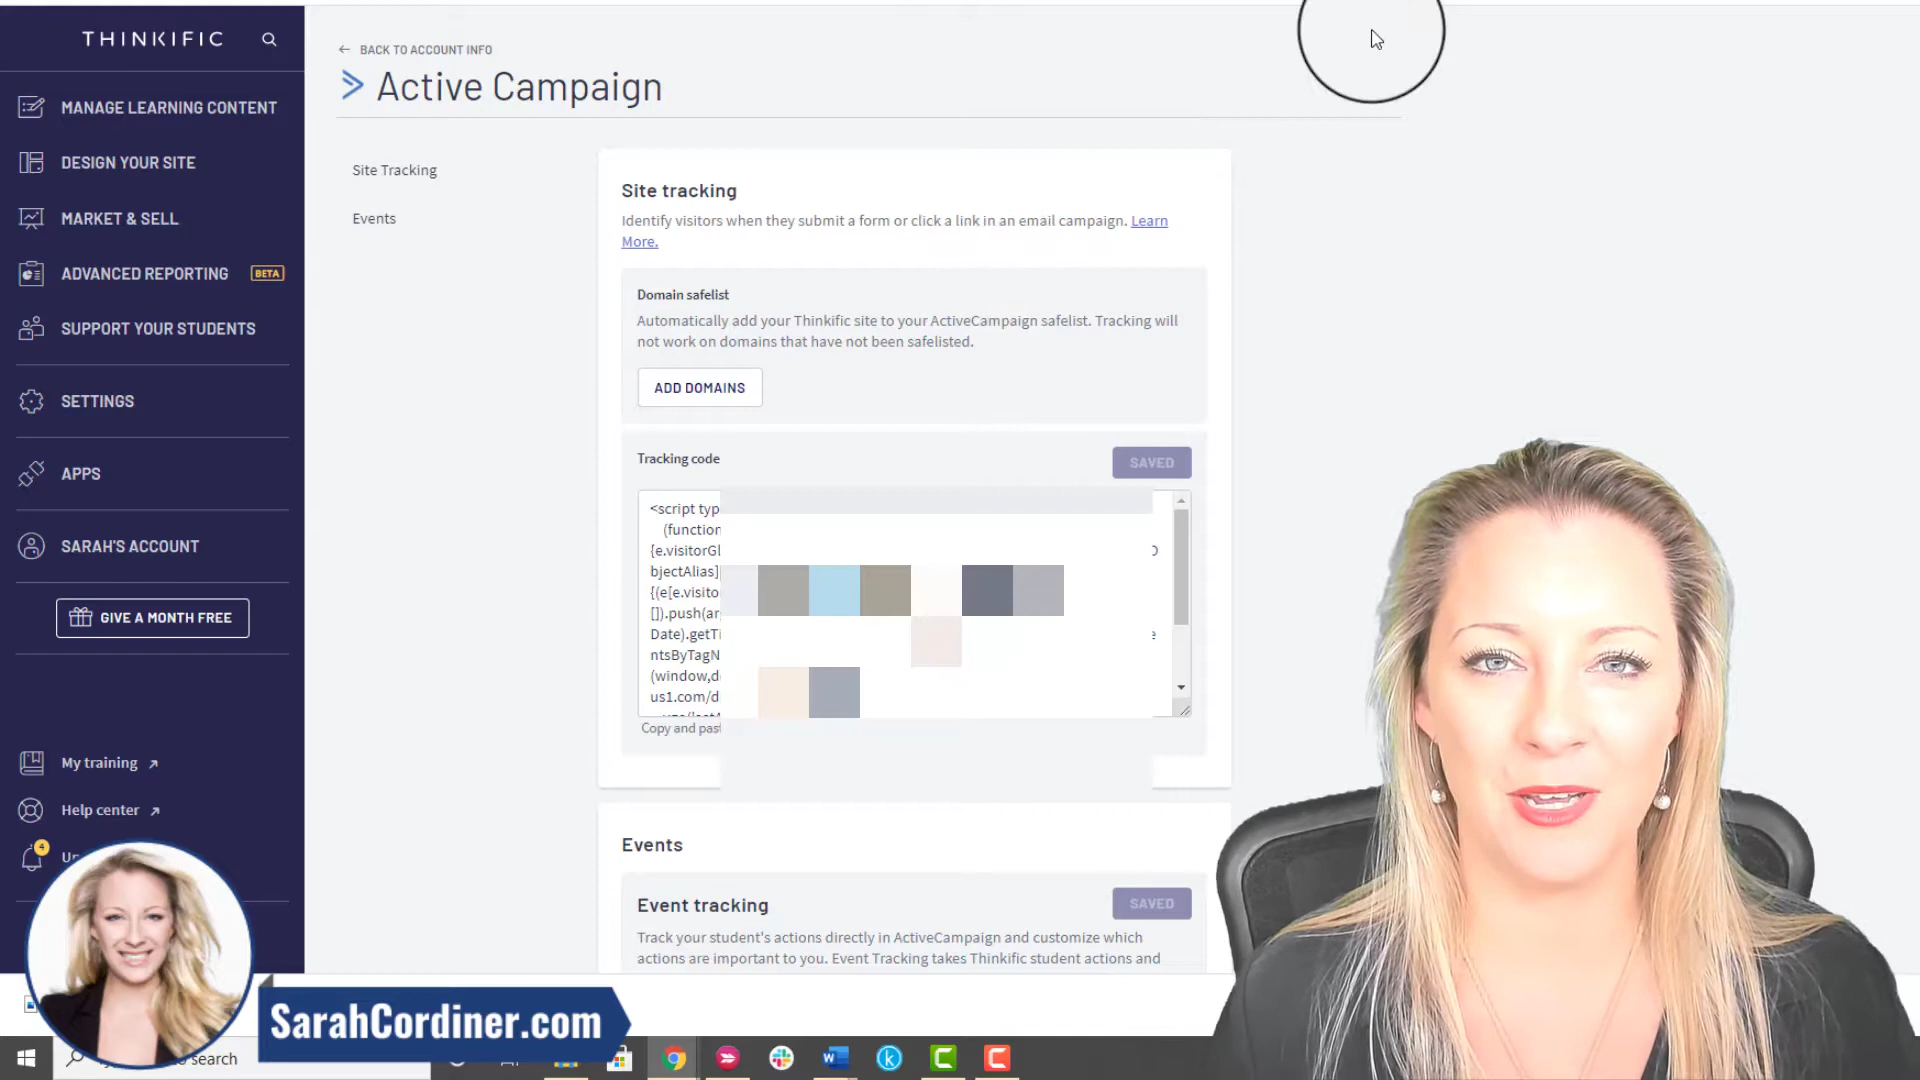 THINKIFIC
MANAGE LEARNING CONTENT
DESIGN YOUR SITE
MARKET & SELL
ADVANCED REPORTING BETA
SUPPORT YOUR STUDENTS
SETTINGS
APPS
SARAH'S ACCOUNT
GIVE A MONTH FREE
My training
Help center
4
BACK TO ACCOUNT INFO
Active Campaign
Site Tracking
Events
Site tracking
Identify visitors when they submit a form or click a link in an email campaign. Learn
More.
Domain safelist
Automatically add your Thinkific site to your ActiveCampaign safelist. Tracking will
not work on domains that have not been safelisted.
ADD DOMAINS
Tracking code
SAVED
<script typ
(function
{e.visitorGl
bjectAlias]
{(e[e.visito
[]).push(ar
Date).getTi
ntsByTagN
(window,d
us1.com/d
Copy and past
Events
Event tracking
SAVED
Track your student's actions directly in ActiveCampaign and customize which
actions are important to you. Event Tracking takes Thinkific student actions and
SarahCordiner.com
search